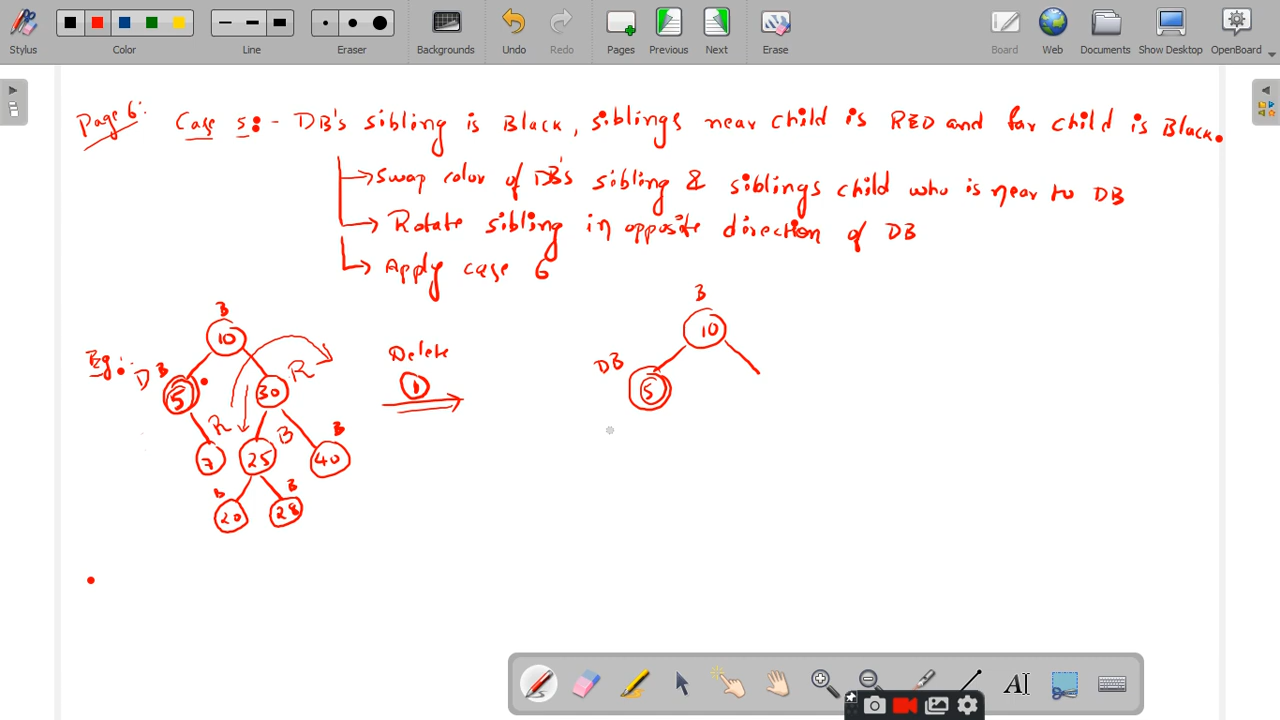 Stylus Color Line Eraser Backgrounds Undo Redo Pages Previous Next Erase Board Web Documents Show Desktop OpenBoard
Page 6: Case 5: - DB's sibling is Black, siblings near child is RED and far child is Black.
Swap color of DB's sibling & siblings child who is near to DB
Rotate sibling in opposite direction of DB
Apply case 6
B
B
10
10
Eg:- DB
R
Delete
DB
5
30
1
5
R
B
B
7
25
40
B
B
20
28
AI